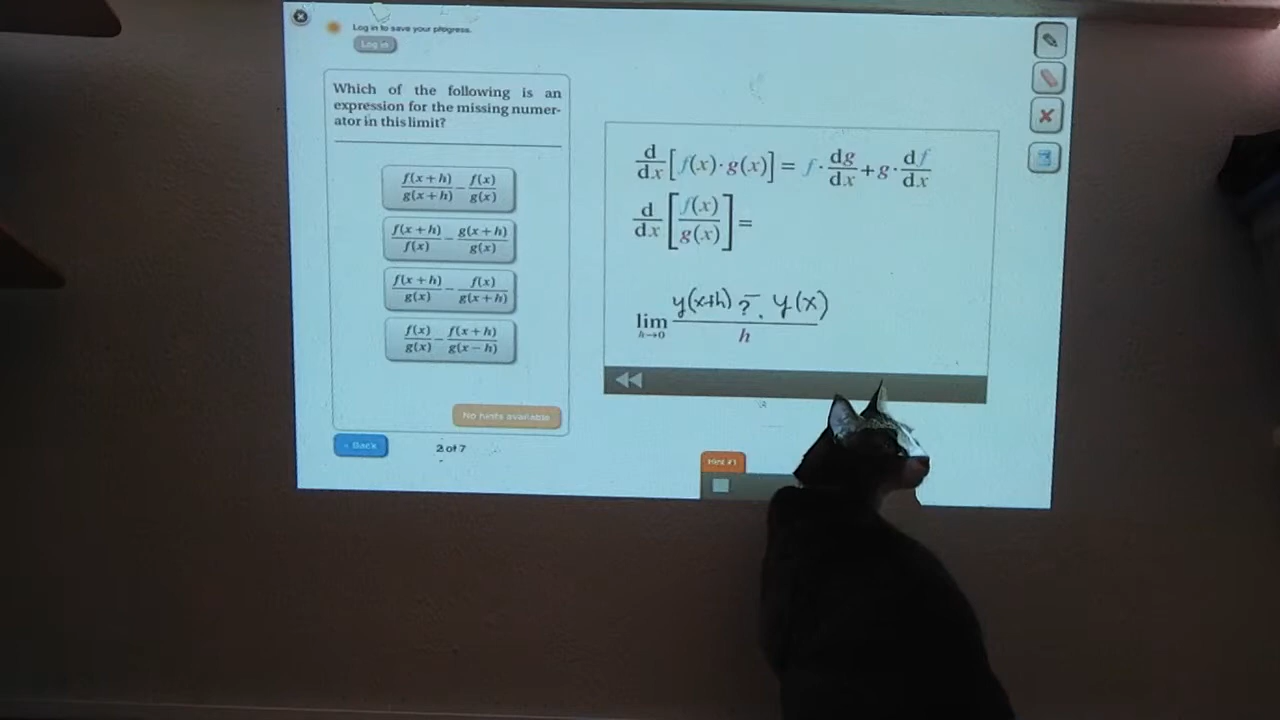 Log in to save your progress.
Log in
Which of the following is an
expression for the missing numer-
ator in this limit?
f(x + h)/g(x + h) − f(x)/g(x)
f(x + h)/f(x) − g(x + h)/g(x)
f(x + h)/g(x) − f(x)/g(x + h)
f(x)/g(x) − f(x + h)/g(x − h)
No hints available
Back
2 of 7
d/dx [f(x)·g(x)] = f · dg/dx + g · df/dx
d/dx [f(x)/g(x)] =
lim h→0 y(x+h) − ? y(x) / h
Hint #1